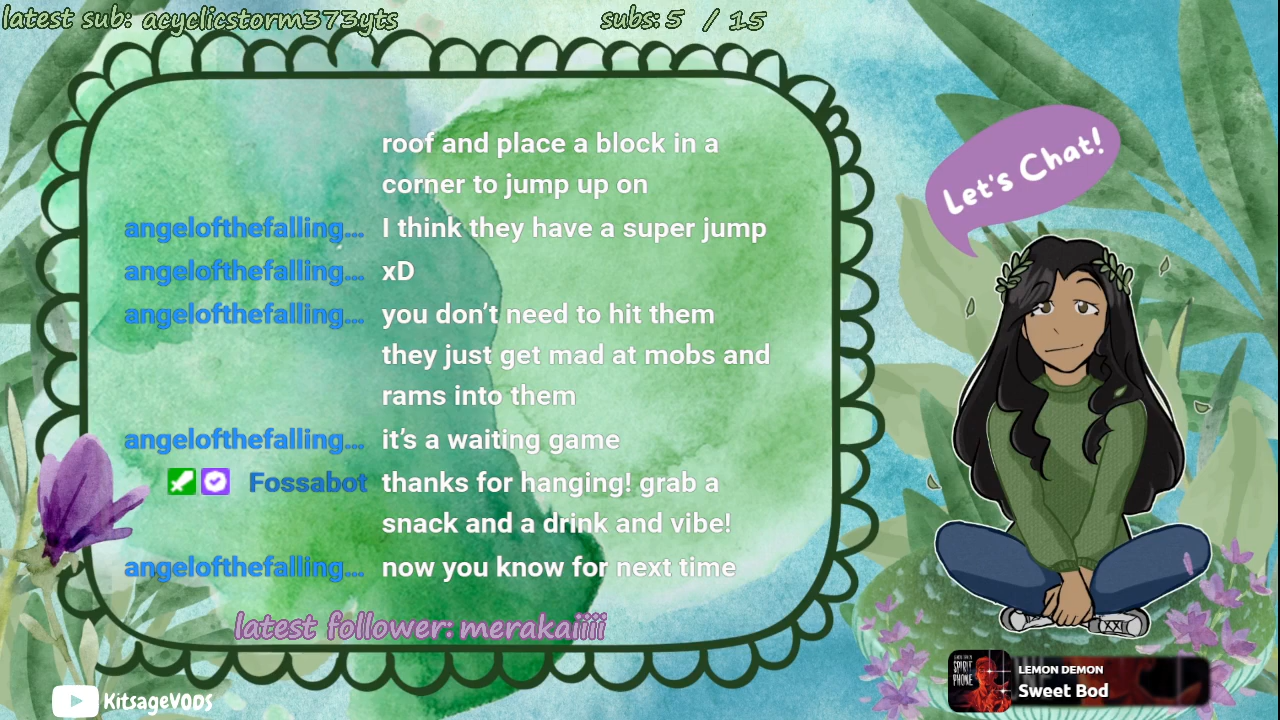 latest sub: acyclicstorm373yts
subs: 5 / 15
roof and place a block in a
corner to jump up on
angelofthefalling... I think they have a super jump
angelofthefalling... xD
angelofthefalling... you don’t need to hit them
they just get mad at mobs and
rams into them
angelofthefalling... it’s a waiting game
Fossabot thanks for hanging! grab a
snack and a drink and vibe!
angelofthefalling... now you know for next time
latest follower: merakaiiii
KitsageVODS
Let's Chat!
SPIRIT
PHONE
LEMON DEMON
Sweet Bod